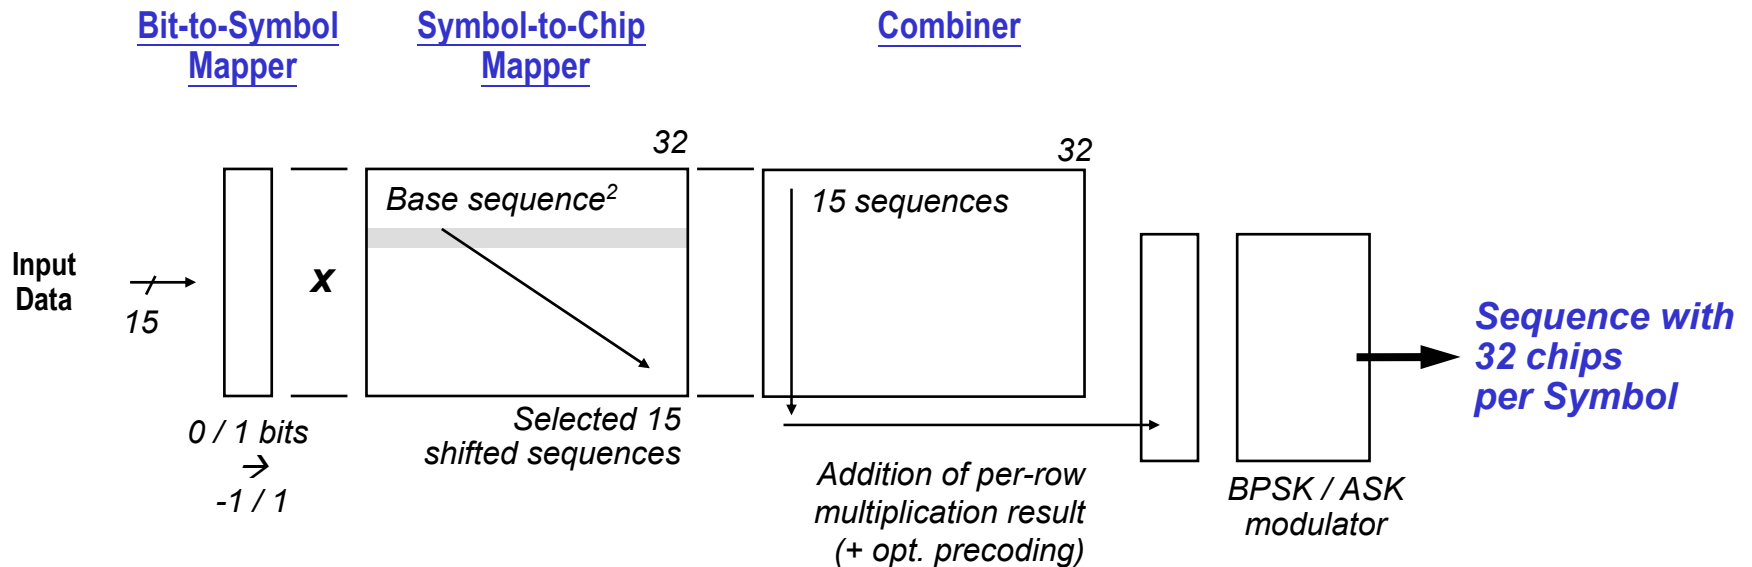 Bit-to-Symbol
Mapper
Symbol-to-Chip
Mapper
Combiner
32
32
Base sequence2
15 sequences
Input
Data
15
x
0 / 1 bits
→
-1 / 1
Selected 15
shifted sequences
Addition of per-row
multiplication result
(+ opt. precoding)
BPSK / ASK
modulator
Sequence with
32 chips
per Symbol